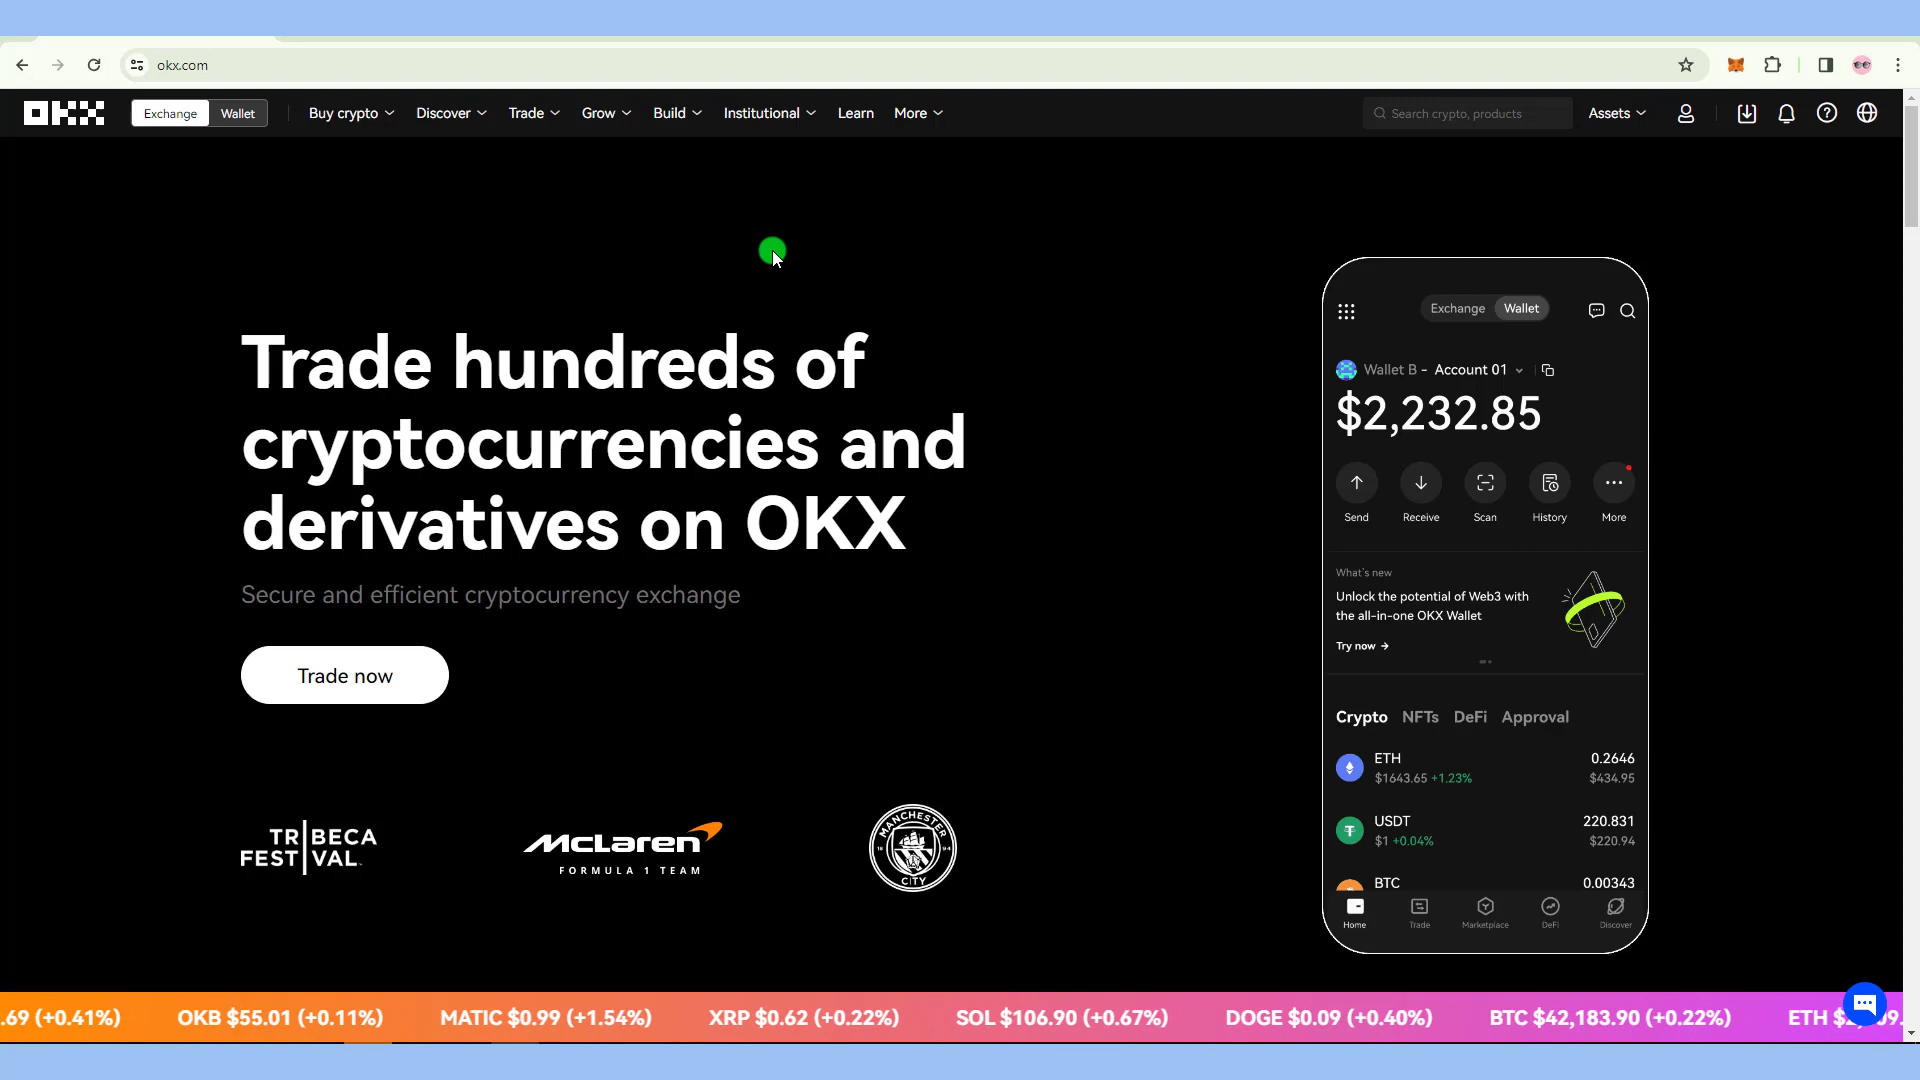 okx.com
OKX
Exchange
Wallet
Buy crypto
Discover
Trade
Grow
Build
Institutional
Learn
More
Search crypto, products
Assets
Trade hundreds of
cryptocurrencies and
derivatives on OKX
Secure and efficient cryptocurrency exchange
Trade now
TRIBECA
FESTIVAL
McLaren
FORMULA 1 TEAM
MANCHESTER
18 94
CITY
Exchange
Wallet
Wallet B - Account 01
$2,232.85
Send
Receive
Scan
History
More
What's new
Unlock the potential of Web3 with
the all-in-one OKX Wallet
Try now →
Crypto
NFTs
DeFi
Approval
ETH
0.2646
$1643.65 +1.23%
$434.95
USDT
220.831
$1 +0.04%
$220.94
BTC
0.00343
Home
Trade
Marketplace
DeFi
Discover
.69 (+0.41%)
OKB $55.01 (+0.11%)
MATIC $0.99 (+1.54%)
XRP $0.62 (+0.22%)
SOL $106.90 (+0.67%)
DOGE $0.09 (+0.40%)
BTC $42,183.90 (+0.22%)
ETH